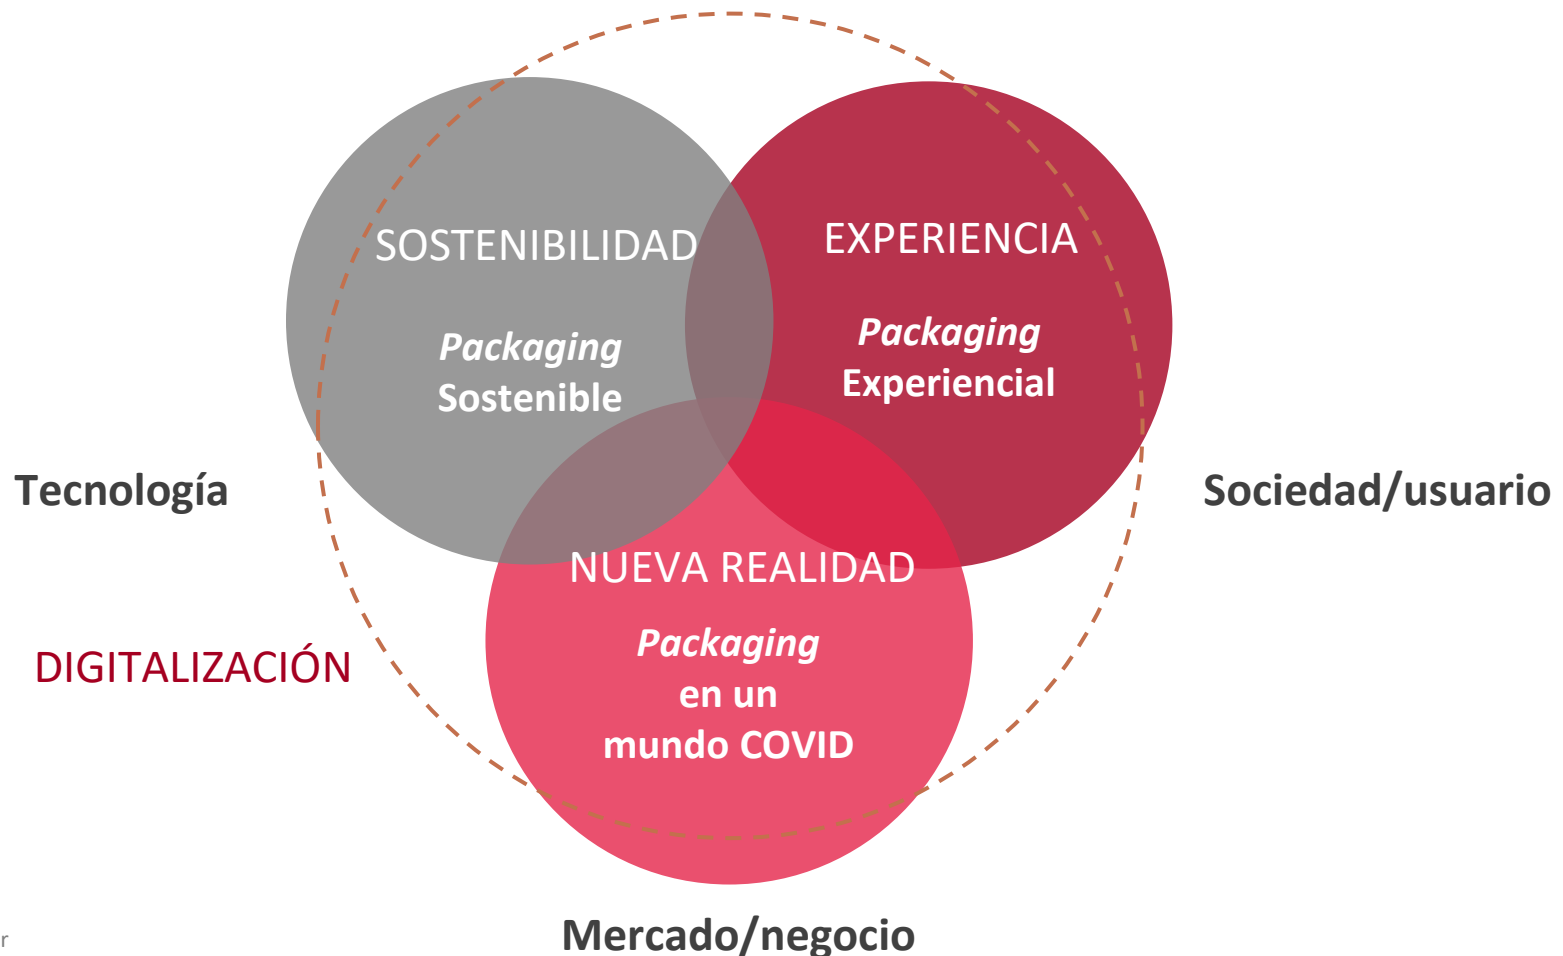 SOSTENIBILIDAD
Packaging
Sostenible
EXPERIENCIA
Packaging
Experiencial
Tecnología
Sociedad/usuario
NUEVA REALIDAD
Packaging
en un
mundo COVID
DIGITALIZACIÓN
Mercado/negocio
r